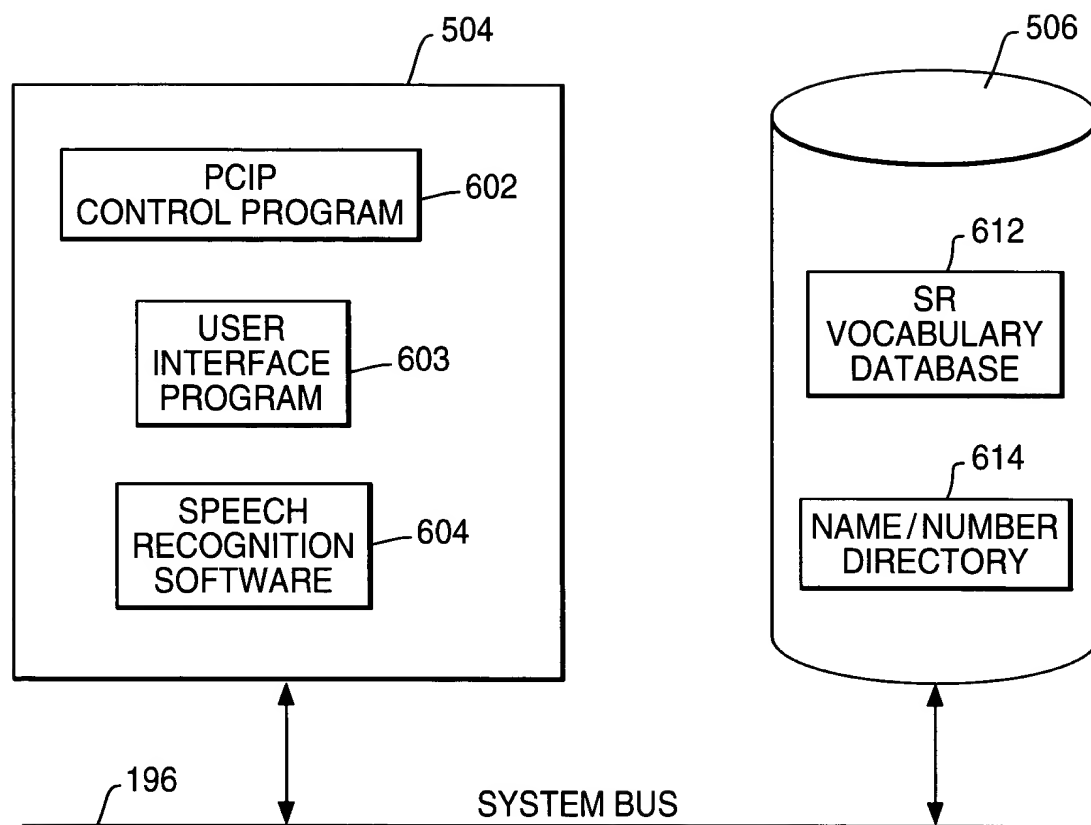 504
506
PCIP
CONTROL PROGRAM
602
USER
INTERFACE
PROGRAM
603
SPEECH
RECOGNITION
SOFTWARE
604
612
SR
VOCABULARY
DATABASE
614
NAME/NUMBER
DIRECTORY
196
SYSTEM BUS